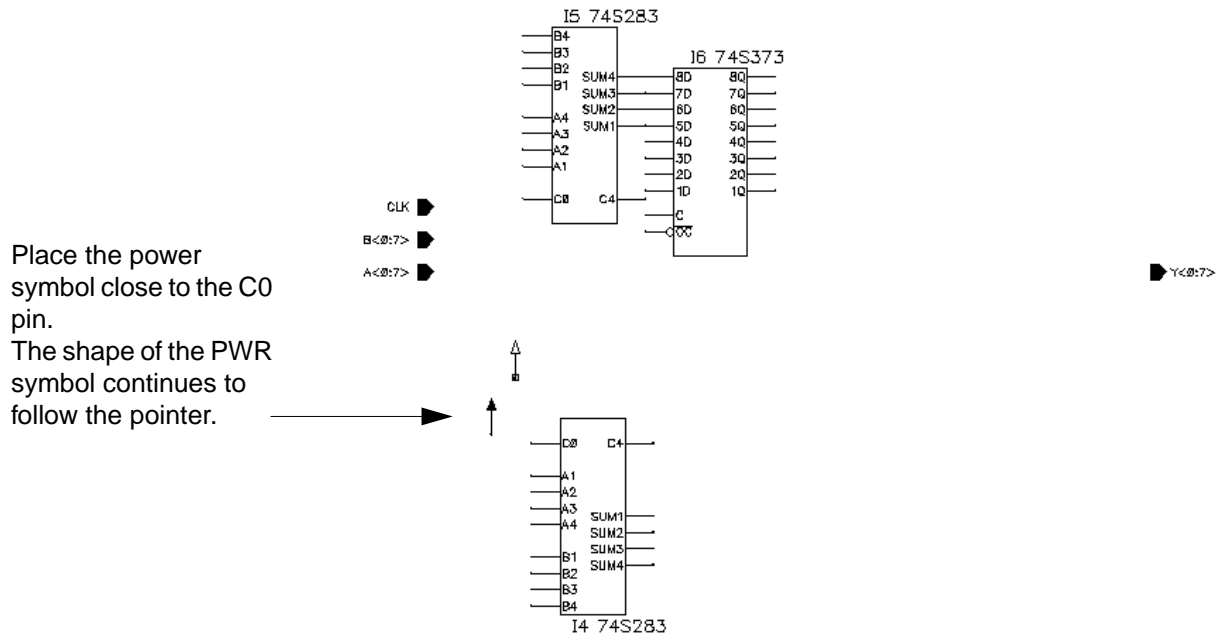 I5 74S283
B4
B3
B2
B1
A4
A3
A2
A1
C0
SUM4
SUM3
SUM2
SUM1
C4
I6 74S373
8D
7D
6D
5D
4D
3D
2D
1D
C
OC
8Q
7Q
6Q
5Q
4Q
3Q
2Q
1Q
CLK
B<0:7>
A<0:7>
Y<0:7>
Place the power
symbol close to the C0
pin.
The shape of the PWR
symbol continues to
follow the pointer.
C0
A1
A2
A3
A4
B1
B2
B3
B4
C4
SUM1
SUM2
SUM3
SUM4
I4 74S283